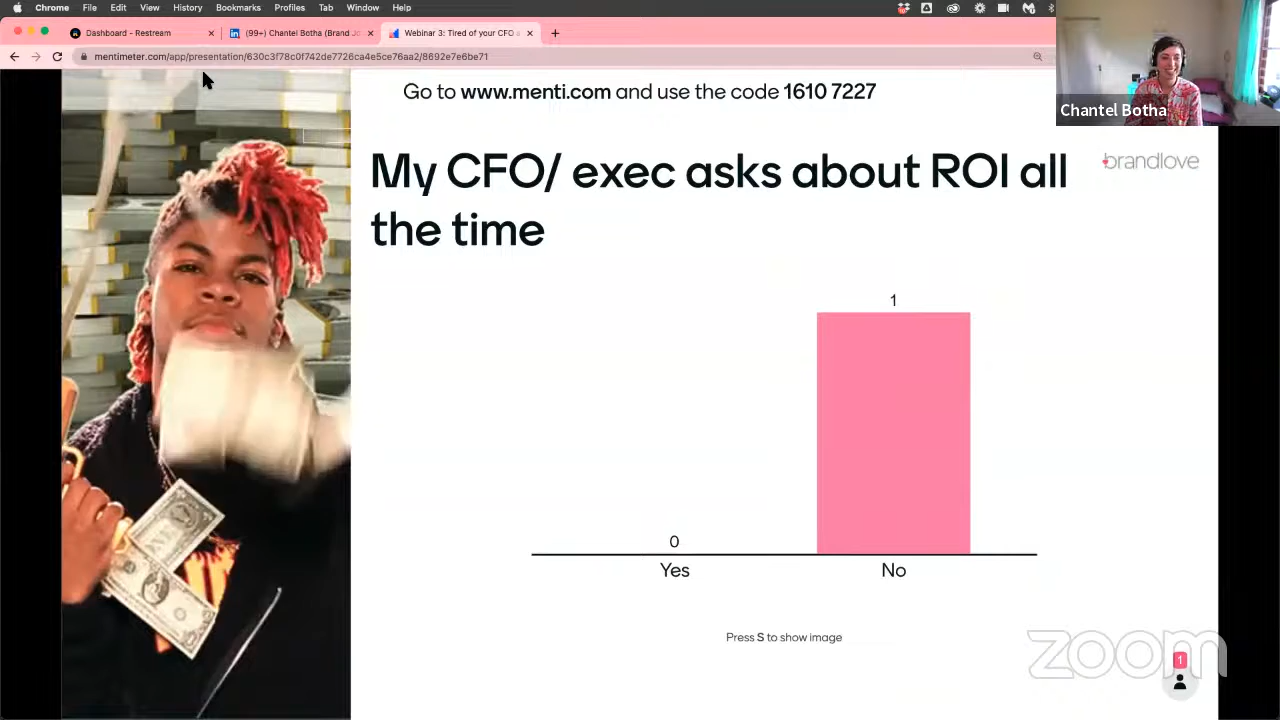 Chrome File Edit View History Bookmarks Profiles Tab Window Help
Dashboard - Restream
(99+) Chantel Botha (Brand Jo
Webinar 3: Tired of your CFO a
mentimeter.com/app/presentation/630c3f78c0f742de7726ca4e5ce76aa2/8692e7e6be71
Chantel Botha
Go to www.menti.com and use the code 1610 7227
My CFO/ exec asks about ROI all
the time
brandlove
1
0
Yes No
Press S to show image
zoom
1